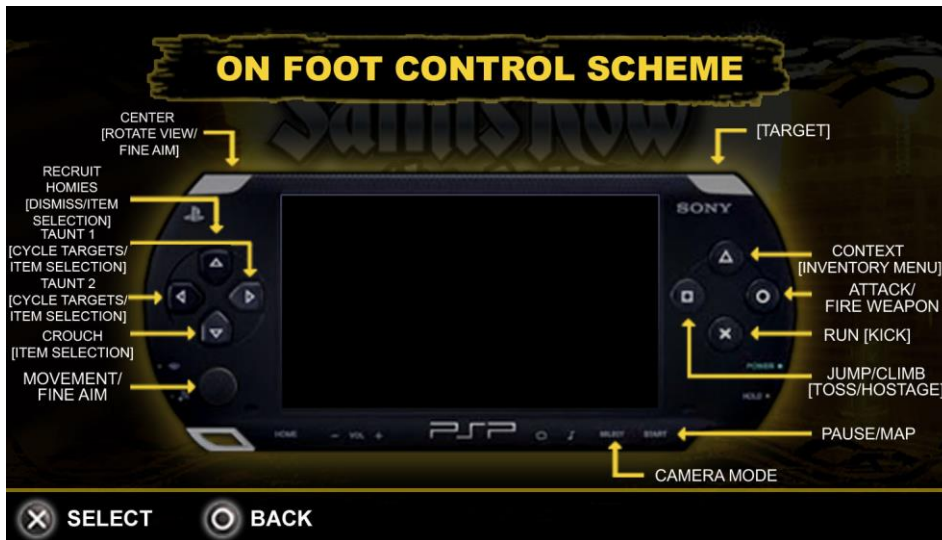 ON FOOT CONTROL SCHEME
Saints Row
CENTER
[ROTATE VIEW/
FINE AIM]
[TARGET]
RECRUIT
HOMIES
[DISMISS/ITEM
SELECTION]
TAUNT 1
[CYCLE TARGETS/
ITEM SELECTION]
TAUNT 2
[CYCLE TARGETS/
ITEM SELECTION]
CROUCH
[ITEM SELECTION]
MOVEMENT/
FINE AIM
SONY
CONTEXT
[INVENTORY MENU]
ATTACK/
FIRE WEAPON
RUN [KICK]
POWER
JUMP/CLIMB
[TOSS/HOSTAGE]
HOLD
HOME
VOL
PSP
SELECT
START
PAUSE/MAP
CAMERA MODE
SELECT
BACK